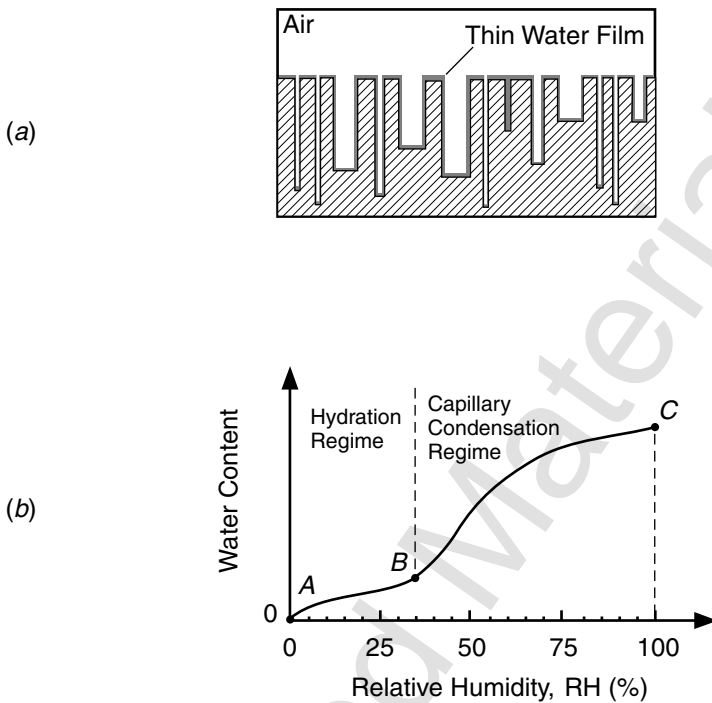 (a)
Air
Thin Water Film
(b)
Water Content
Hydration
Regime
Capillary
Condensation
Regime
A
B
C
0
0 25 50 75 100
Relative Humidity, RH (%)
d Material